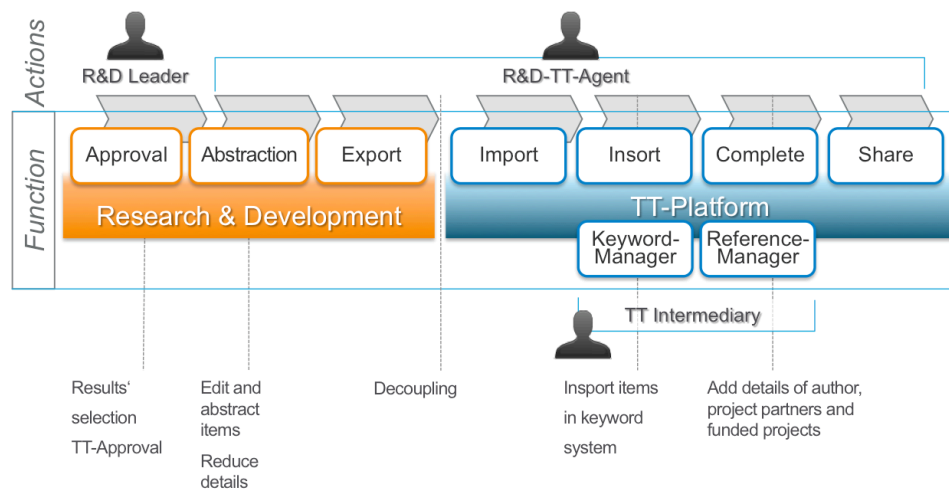 Actions
R&D Leader
R&D-TT-Agent
Function
Approval
Abstraction
Export
Import
Insort
Complete
Share
Research & Development
TT-Platform
Keyword-
Manager
Reference-
Manager
TT Intermediary
Results‘
selection
TT-Approval
Edit and
abstract
items
Reduce
details
Decoupling
Insport items
in keyword
system
Add details of author,
project partners and
funded projects